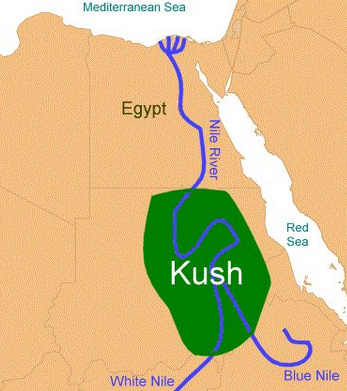 Mediterranean Sea
Egypt
Nile River
Red
Sea
Kush
White Nile
Blue Nile